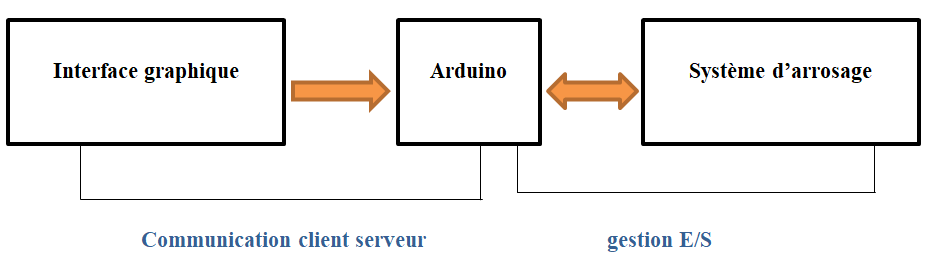 Interface graphique
Arduino
Système d’arrosage
Communication client serveur
gestion E/S